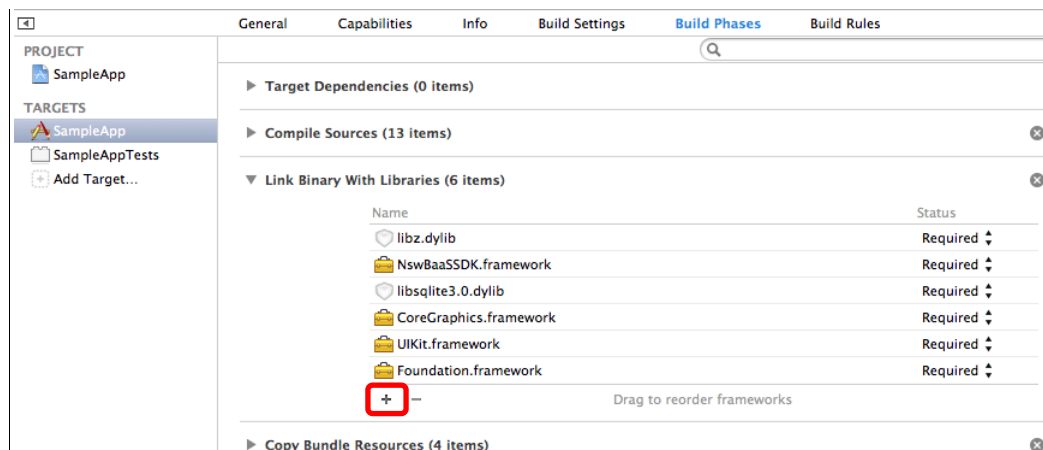 General Capabilities Info Build Settings Build Phases Build Rules
PROJECT
SampleApp
TARGETS
SampleApp
SampleAppTests
Add Target...
Target Dependencies (0 items)
Compile Sources (13 items)
Link Binary With Libraries (6 items)
Name Status
libz.dylib Required
NswBaaSSDK.framework Required
libsqlite3.0.dylib Required
CoreGraphics.framework Required
UIKit.framework Required
Foundation.framework Required
+ − Drag to reorder frameworks
Copy Bundle Resources (4 items)